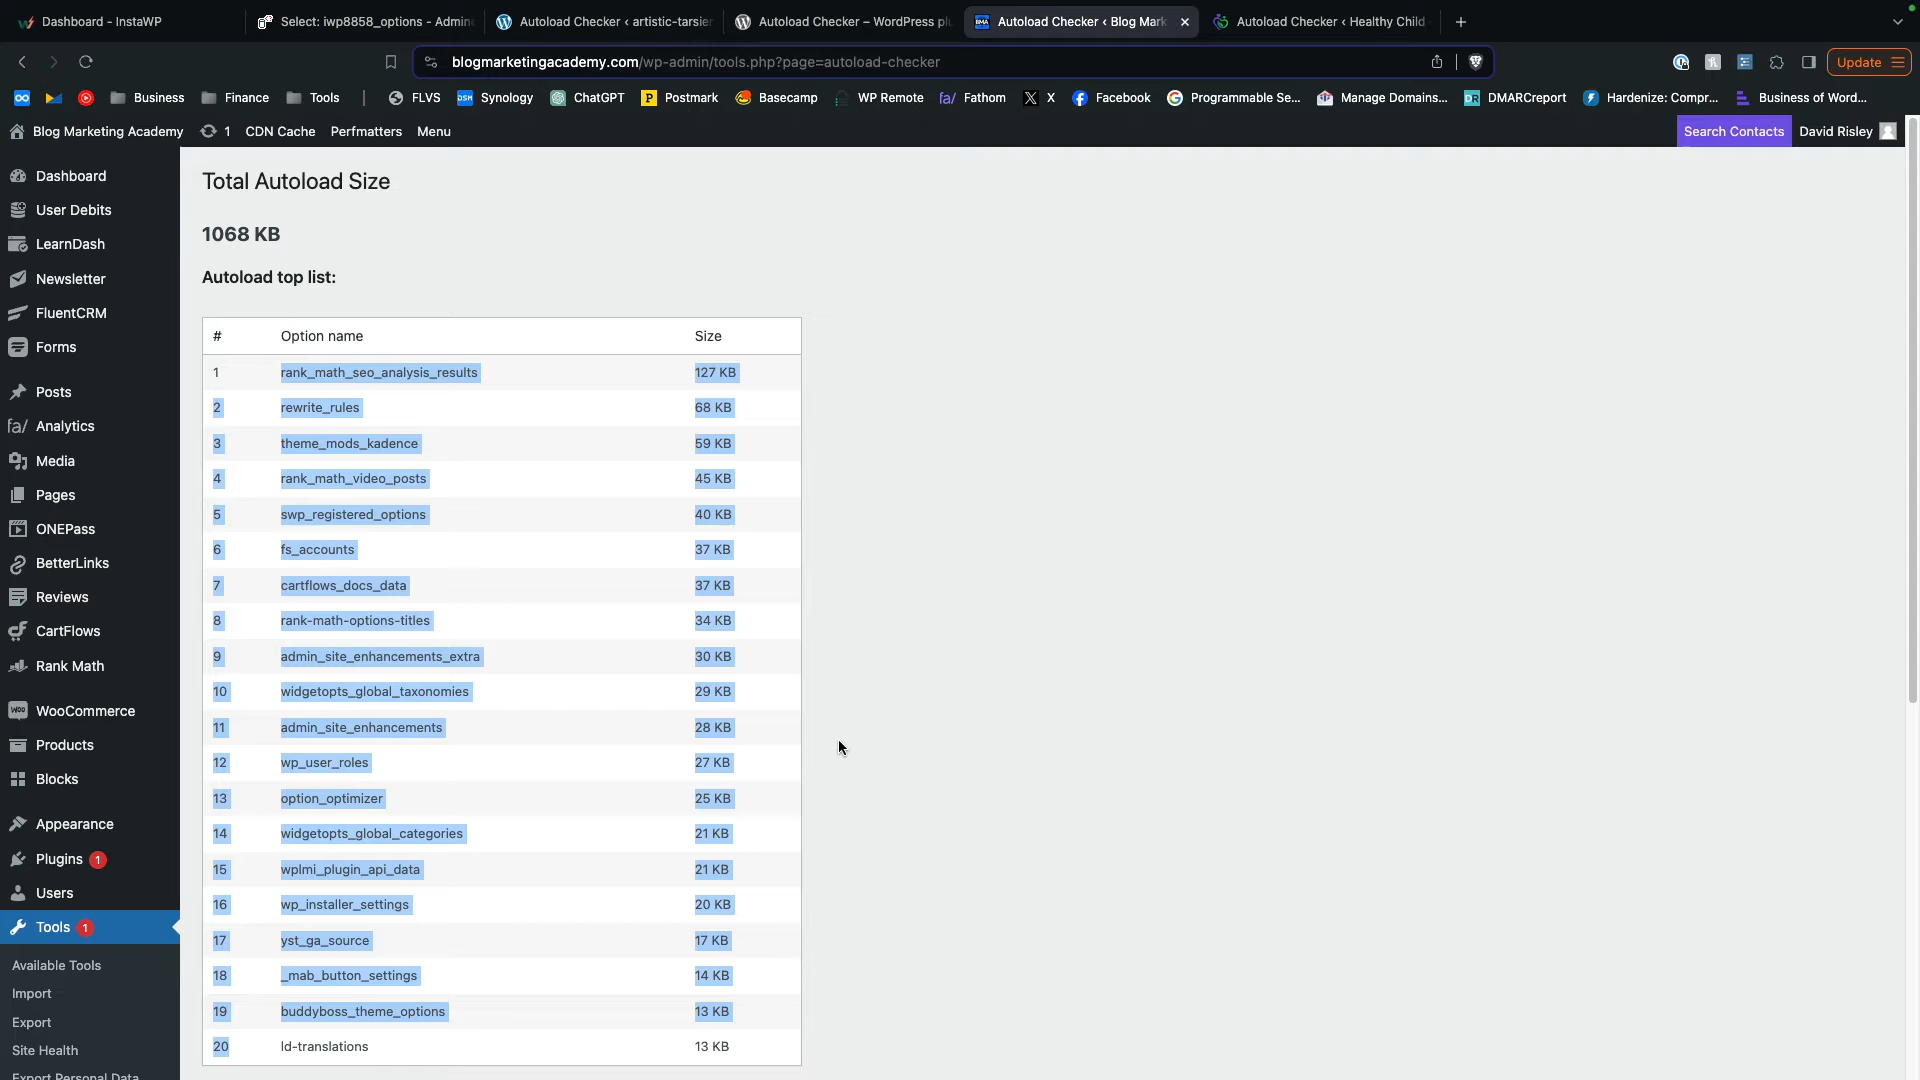 Dashboard - InstaWP
Select: iwp8858_options - Admine
Autoload Checker ‹ artistic-tarsier
Autoload Checker – WordPress plu
Autoload Checker ‹ Blog Mark
Autoload Checker ‹ Healthy Child
blogmarketingacademy.com/wp-admin/tools.php?page=autoload-checker
Update
Business
Finance
Tools
FLVS
Synology
ChatGPT
Postmark
Basecamp
WP Remote
fa/ Fathom
X
Facebook
Programmable Se...
Manage Domains...
DR DMARCreport
Hardenize: Compr...
Business of Word...
Blog Marketing Academy 1 CDN Cache Perfmatters Menu
Search Contacts David Risley
Dashboard
User Debits
LearnDash
Newsletter
FluentCRM
Forms
Posts
fa/ Analytics
Media
Pages
ONEPass
BetterLinks
Reviews
CartFlows
Rank Math
WooCommerce
Products
Blocks
Appearance
Plugins 1
Users
Tools 1
Available Tools
Import
Export
Site Health
Export Personal Data
Total Autoload Size
1068 KB
Autoload top list:
# Option name Size
1 rank_math_seo_analysis_results 127 KB
2 rewrite_rules 68 KB
3 theme_mods_kadence 59 KB
4 rank_math_video_posts 45 KB
5 swp_registered_options 40 KB
6 fs_accounts 37 KB
7 cartflows_docs_data 37 KB
8 rank-math-options-titles 34 KB
9 admin_site_enhancements_extra 30 KB
10 widgetopts_global_taxonomies 29 KB
11 admin_site_enhancements 28 KB
12 wp_user_roles 27 KB
13 option_optimizer 25 KB
14 widgetopts_global_categories 21 KB
15 wplmi_plugin_api_data 21 KB
16 wp_installer_settings 20 KB
17 yst_ga_source 17 KB
18 _mab_button_settings 14 KB
19 buddyboss_theme_options 13 KB
20 ld-translations 13 KB